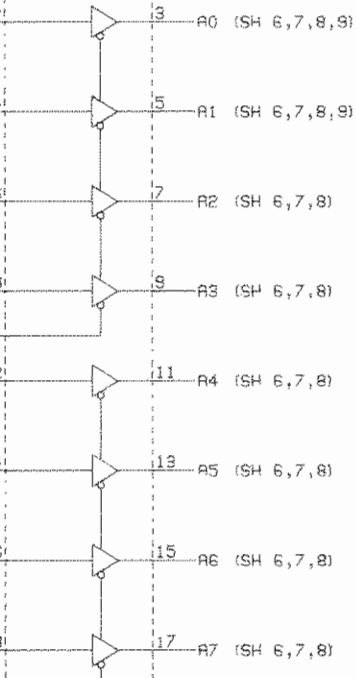 3 A0 (SH 6,7,8,9)
5 A1 (SH 6,7,8,9)
7 A2 (SH 6,7,8)
9 A3 (SH 6,7,8)
11 A4 (SH 6,7,8)
13 A5 (SH 6,7,8)
15 A6 (SH 6,7,8)
17 A7 (SH 6,7,8)